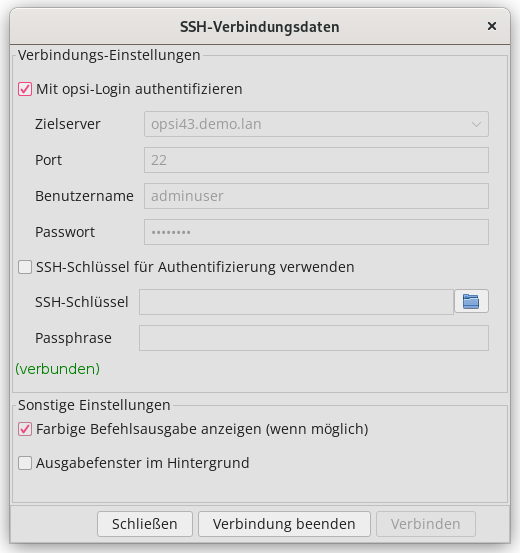 SSH-Verbindungsdaten
Verbindungs-Einstellungen
Mit opsi-Login authentifizieren
Zielserver opsi43.demo.lan
Port 22
Benutzername adminuser
Passwort ••••••••
SSH-Schlüssel für Authentifizierung verwenden
SSH-Schlüssel
Passphrase
(verbunden)
Sonstige Einstellungen
Farbige Befehlsausgabe anzeigen (wenn möglich)
Ausgabefenster im Hintergrund
Schließen Verbindung beenden Verbinden